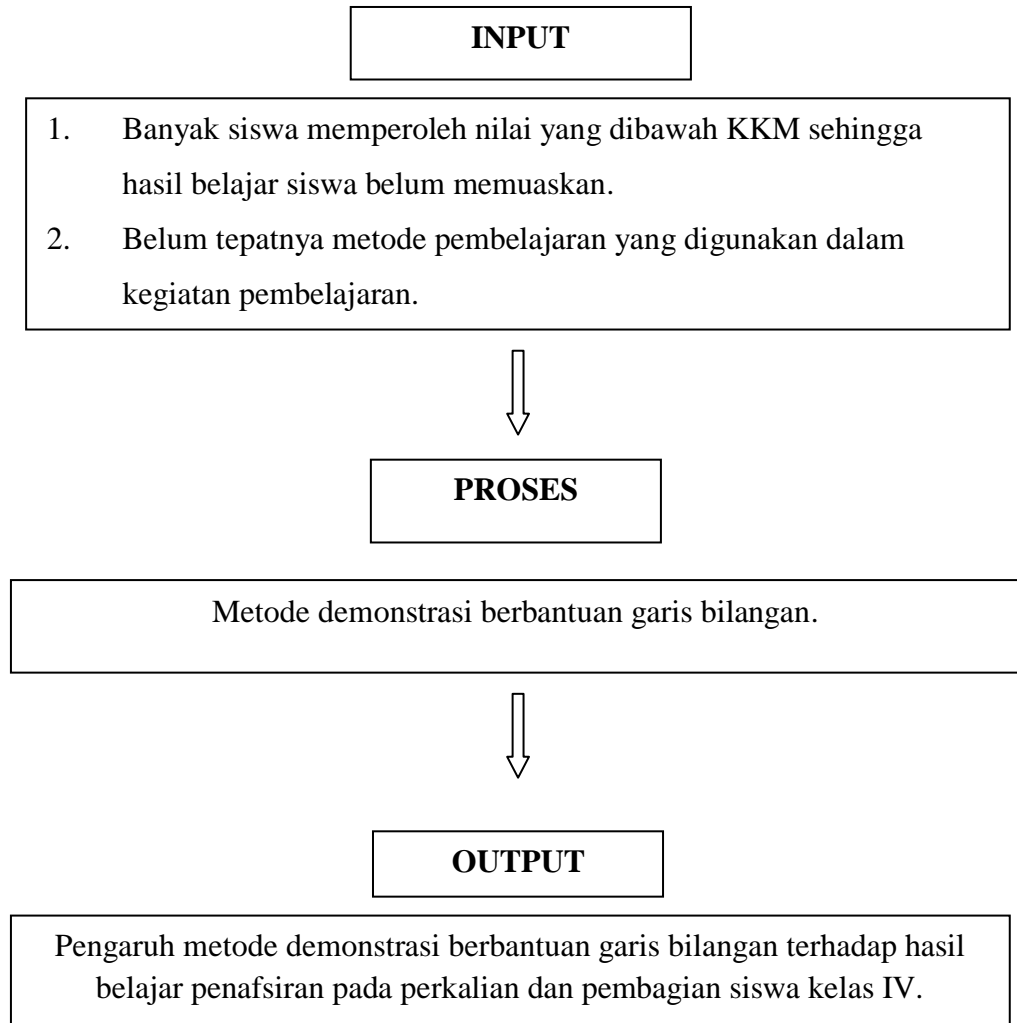 INPUT
1. Banyak siswa memperoleh nilai yang dibawah KKM sehingga
hasil belajar siswa belum memuaskan.
2. Belum tepatnya metode pembelajaran yang digunakan dalam
kegiatan pembelajaran.
PROSES
Metode demonstrasi berbantuan garis bilangan.
OUTPUT
Pengaruh metode demonstrasi berbantuan garis bilangan terhadap hasil
belajar penafsiran pada perkalian dan pembagian siswa kelas IV.